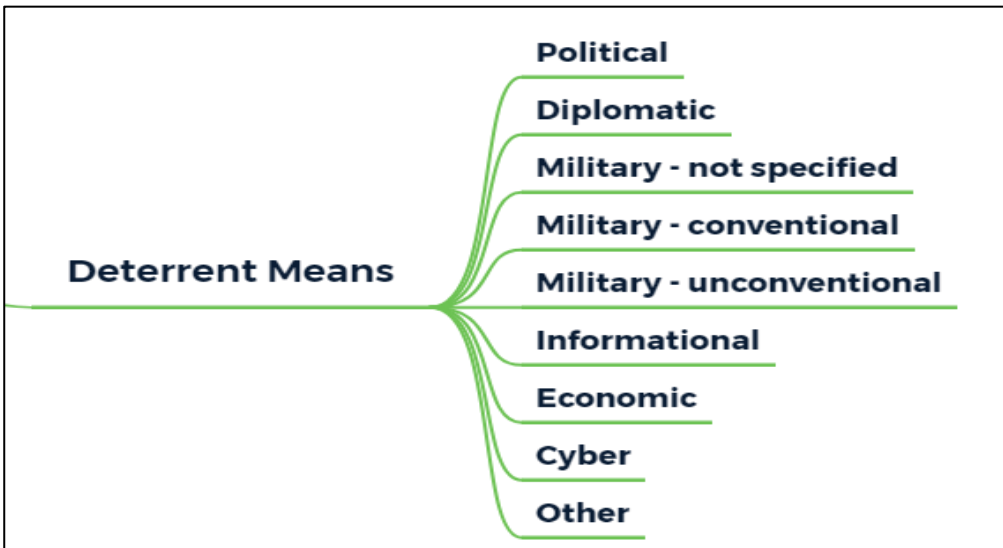 Political
Diplomatic
Military - not specified
Military - conventional
Deterrent Means
Military - unconventional
Informational
Economic
Cyber
Other